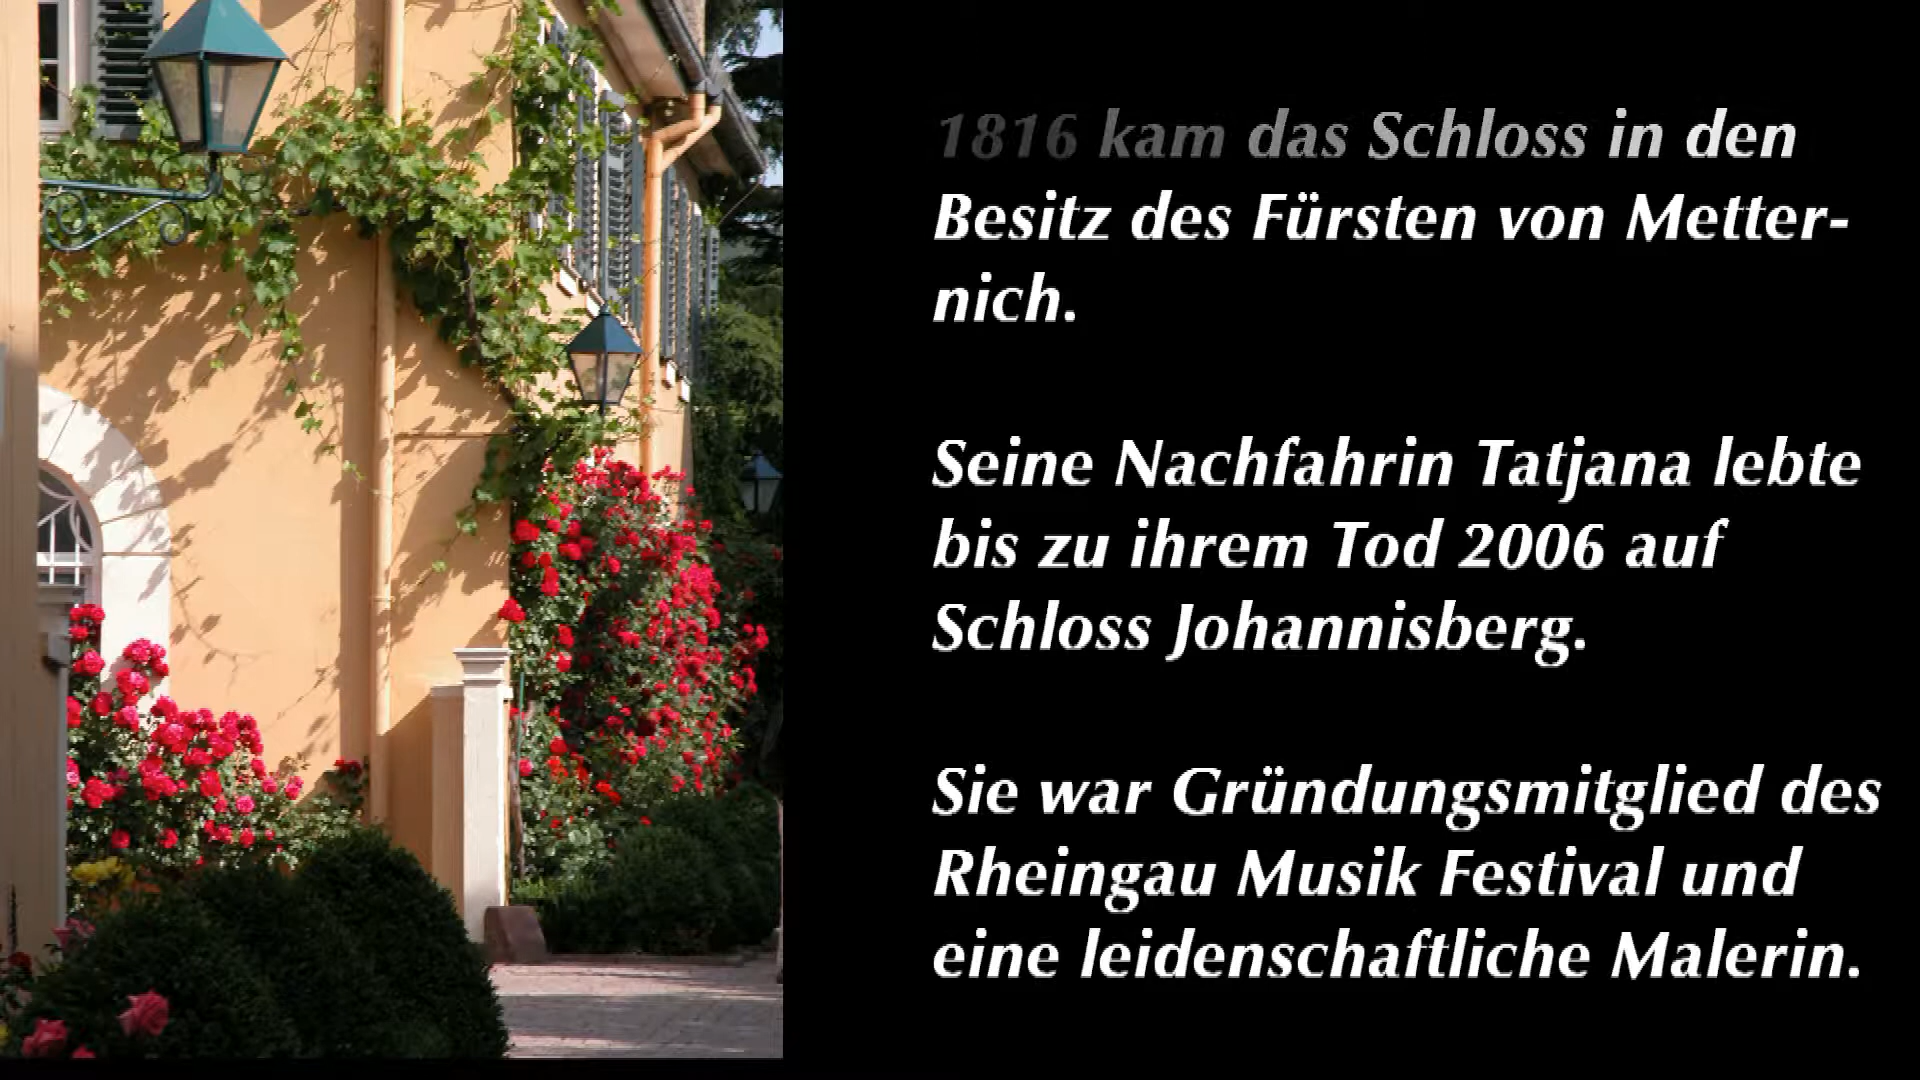 1816 kam das Schloss in den
Besitz des Fürsten von Metter-
nich.
Seine Nachfahrin Tatjana lebte
bis zu ihrem Tod 2006 auf
Schloss Johannisberg.
Sie war Gründungsmitglied des
Rheingau Musik Festival und
eine leidenschaftliche Malerin.